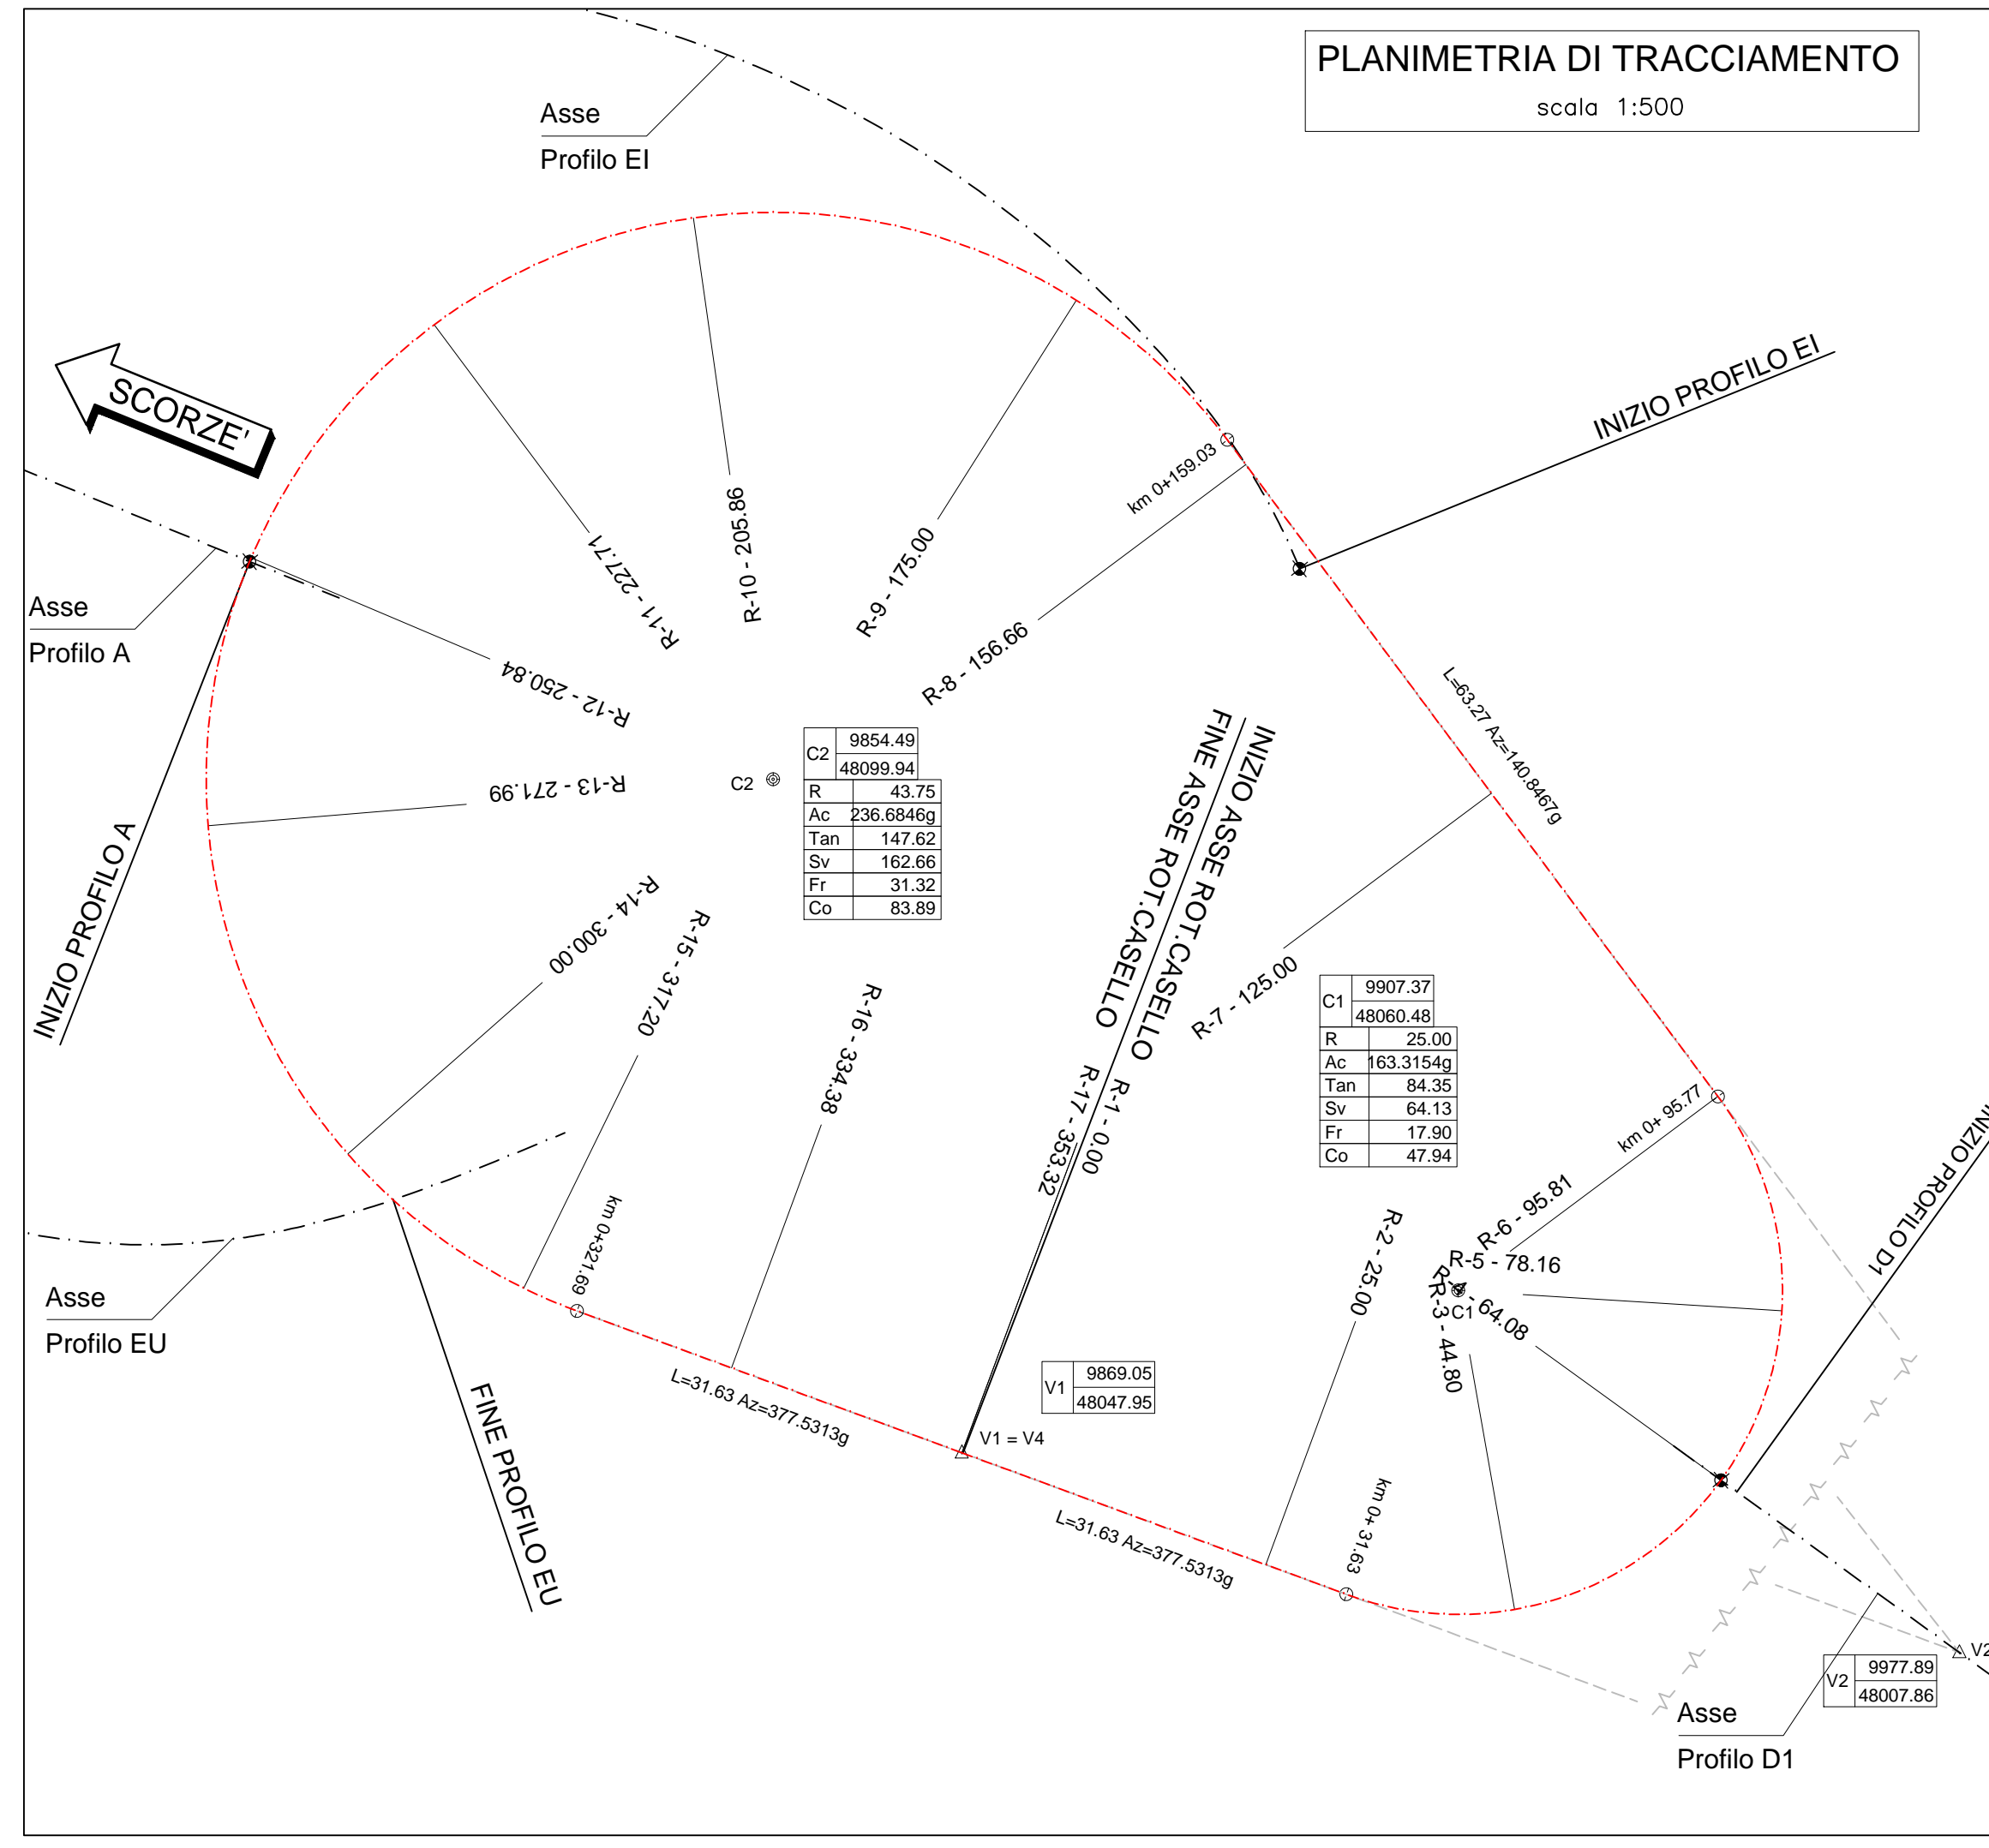 PLANIMETRIA DI TRACCIAMENTO
scala 1:500
Asse
Profilo EI
SCORZE'
INIZIO PROFILO EI
km 0+159.03
R-11 - 227.71
R-10 - 205.86
R-9 - 175.00
R-8 - 156.66
Asse
Profilo A
R-12 - 250.84
L=63.27 Az=140.8467g
C2
C2 9854.49
48099.94
R 43.75
Ac 236.6846g
Tan 147.62
Sv 162.66
Fr 31.32
Co 83.89
R-13 - 271.99
INIZIO PROFILO A
R-14 - 300.00
R-15 - 317.20
R-16 - 334.38
FINE ASSE ROT.CASELLO
INIZIO ASSE ROT.CASELLO
R-17 - 353.32
R-1 - 0.00
R-7 - 125.00
C1 9907.37
48060.48
R 25.00
Ac 163.3154g
Tan 84.35
Sv 64.13
Fr 17.90
Co 47.94
km 0+ 95.77
INIZIO PROFILO D1
R-6 - 95.81
R-5 - 78.16
R-4 - 64.08
R-3 - 44.80
C1
R-2 - 25.00
km 0+321.69
Asse
Profilo EU
FINE PROFILO EU
L=31.63 Az=377.5313g
V1 9869.05
48047.95
V1 = V4
L=31.63 Az=377.5313g
km 0+ 31.63
V2
V2 9977.89
48007.86
Asse
Profilo D1